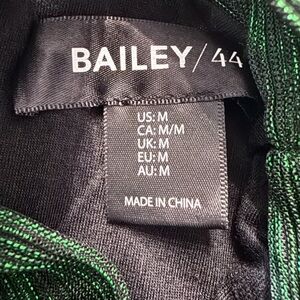 BAILEY/44
US: M
CA: M/M
UK: M
EU: M
AU: M
MADE IN CHINA